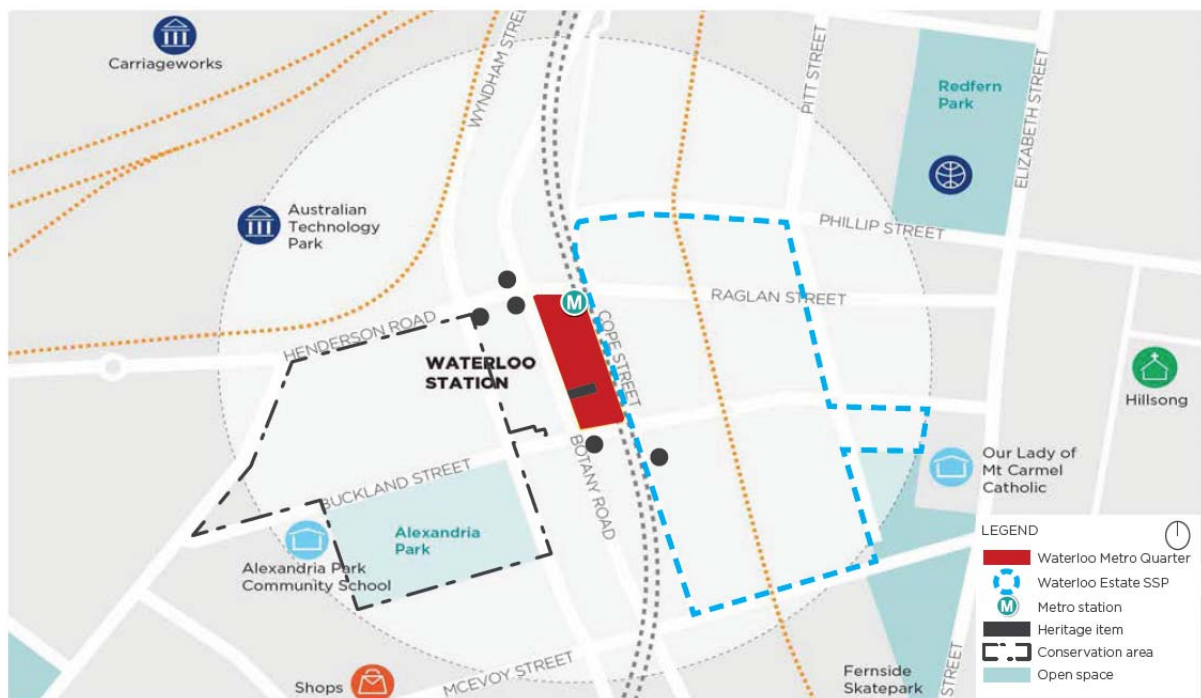 Carriageworks
WYNDHAM STREET
PITT STREET
Redfern
Park
ELIZABETH STREET
Australian
Technology
Park
PHILLIP STREET
M
RAGLAN STREET
HENDERSON ROAD
COPE STREET
WATERLOO
STATION
Hillsong
BOTANY ROAD
BUCKLAND STREET
Our Lady of
Mt Carmel
Catholic
Alexandria
Park
Alexandria Park
Community School
Shops
MCEVOY STREET
Fernside
Skatepark
STREET
LEGEND
Waterloo Metro Quarter
Waterloo Estate SSP
M Metro station
Heritage item
Conservation area
Open space